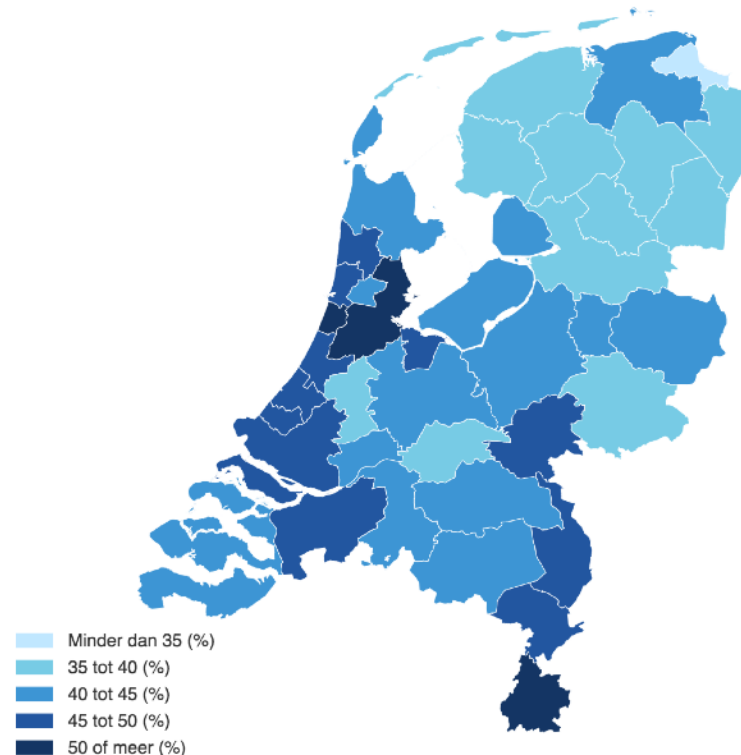 Minder dan 35 (%)
35 tot 40 (%)
40 tot 45 (%)
45 tot 50 (%)
50 of meer (%)